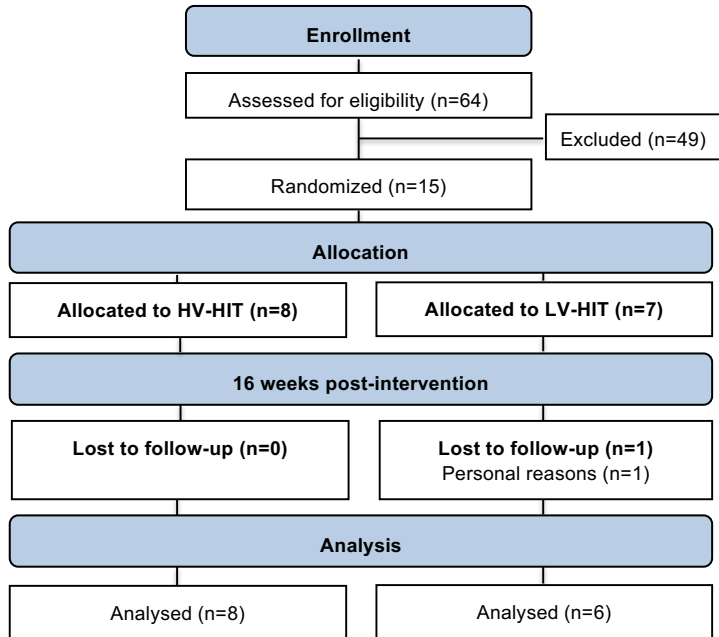 Enrollment
Assessed for eligibility (n=64)
Excluded (n=49)
Randomized (n=15)
Allocation
Allocated to HV-HIT (n=8)
Allocated to LV-HIT (n=7)
16 weeks post-intervention
Lost to follow-up (n=0)
Lost to follow-up (n=1)
Personal reasons (n=1)
Analysis
Analysed (n=8)
Analysed (n=6)